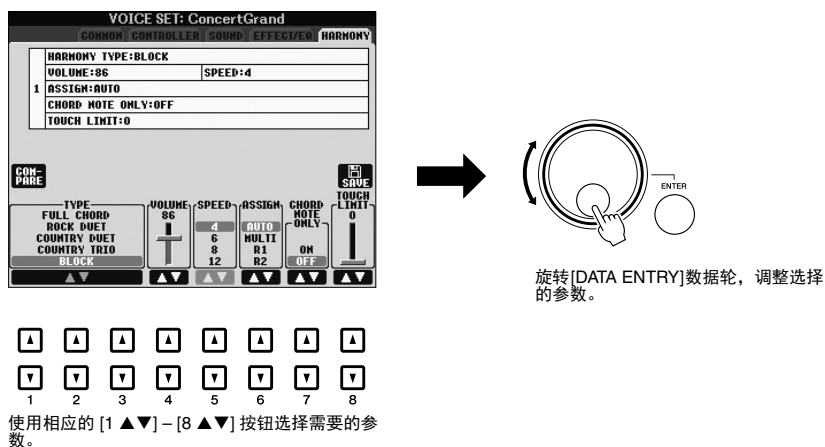 VOICE SET: ConcertGrand
COMMON CONTROLLER SOUND EFFECT/EQ HARMONY
HARMONY TYPE:BLOCK
VOLUME:86 SPEED:4
1 ASSIGN:AUTO
CHORD NOTE ONLY:OFF
TOUCH LIMIT:0
COM-
PARE
SAVE
TYPE
FULL CHORD
ROCK DUET
COUNTRY DUET
COUNTRY TRIO
BLOCK
VOLUME
86
SPEED
4
6
8
12
ASSIGN
AUTO
MULTI
R1
R2
CHORD
NOTE
ONLY
ON
OFF
TOUCH
LIMIT
0
▲▼ ▲▼ ▲▼ ▲▼ ▲▼ ▲▼
1 2 3 4 5 6 7 8
使用相应的 [1 ▲▼] – [8 ▲▼] 按钮选择需要的参
数。
ENTER
旋转[DATA ENTRY]数据轮，调整选择
的参数。